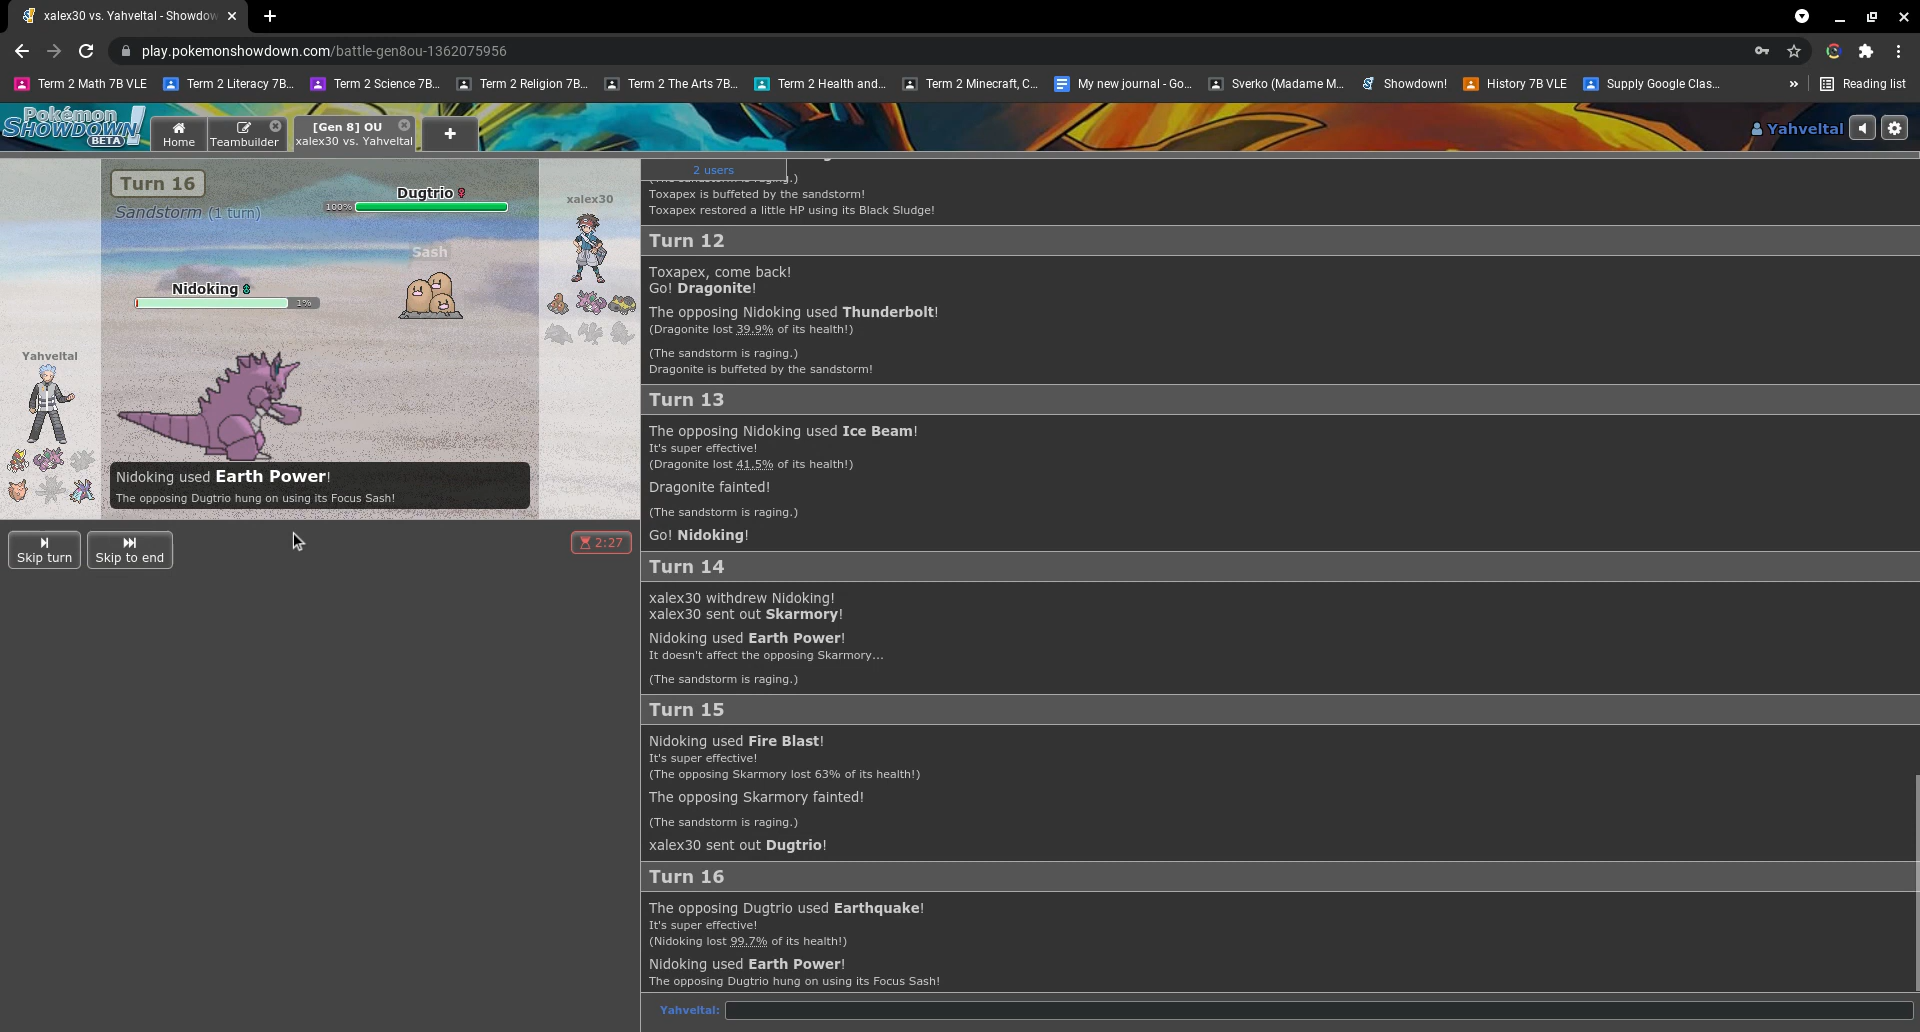 xalex30 vs. Yahveltal - Showdow
play.pokemonshowdown.com/battle-gen8ou-1362075956
Term 2 Math 7B VLE
Term 2 Literacy 7B...
Term 2 Science 7B...
Term 2 Religion 7B...
Term 2 The Arts 7B...
Term 2 Health and...
Term 2 Minecraft, C...
My new journal - Go...
Sverko (Madame M...
Showdown!
History 7B VLE
Supply Google Clas...
»
Reading list
Pokémon
SHOWDOWN!
BETA
Home
Teambuilder
[Gen 8] OU
xalex30 vs. Yahveltal
Yahveltal
Turn 16
Sandstorm (1 turn)
Dugtrio
100%
Sash
Nidoking
1%
xalex30
Yahveltal
Nidoking used Earth Power!
The opposing Dugtrio hung on using its Focus Sash!
Skip turn
Skip to end
2:27
2 users
Toxapex is buffeted by the sandstorm!
Toxapex restored a little HP using its Black Sludge!
Turn 12
Toxapex, come back!
Go! Dragonite!
The opposing Nidoking used Thunderbolt!
(Dragonite lost 39.9% of its health!)
(The sandstorm is raging.)
Dragonite is buffeted by the sandstorm!
Turn 13
The opposing Nidoking used Ice Beam!
It's super effective!
(Dragonite lost 41.5% of its health!)
Dragonite fainted!
(The sandstorm is raging.)
Go! Nidoking!
Turn 14
xalex30 withdrew Nidoking!
xalex30 sent out Skarmory!
Nidoking used Earth Power!
It doesn't affect the opposing Skarmory...
(The sandstorm is raging.)
Turn 15
Nidoking used Fire Blast!
It's super effective!
(The opposing Skarmory lost 63% of its health!)
The opposing Skarmory fainted!
(The sandstorm is raging.)
xalex30 sent out Dugtrio!
Turn 16
The opposing Dugtrio used Earthquake!
It's super effective!
(Nidoking lost 99.7% of its health!)
Nidoking used Earth Power!
The opposing Dugtrio hung on using its Focus Sash!
Yahveltal: